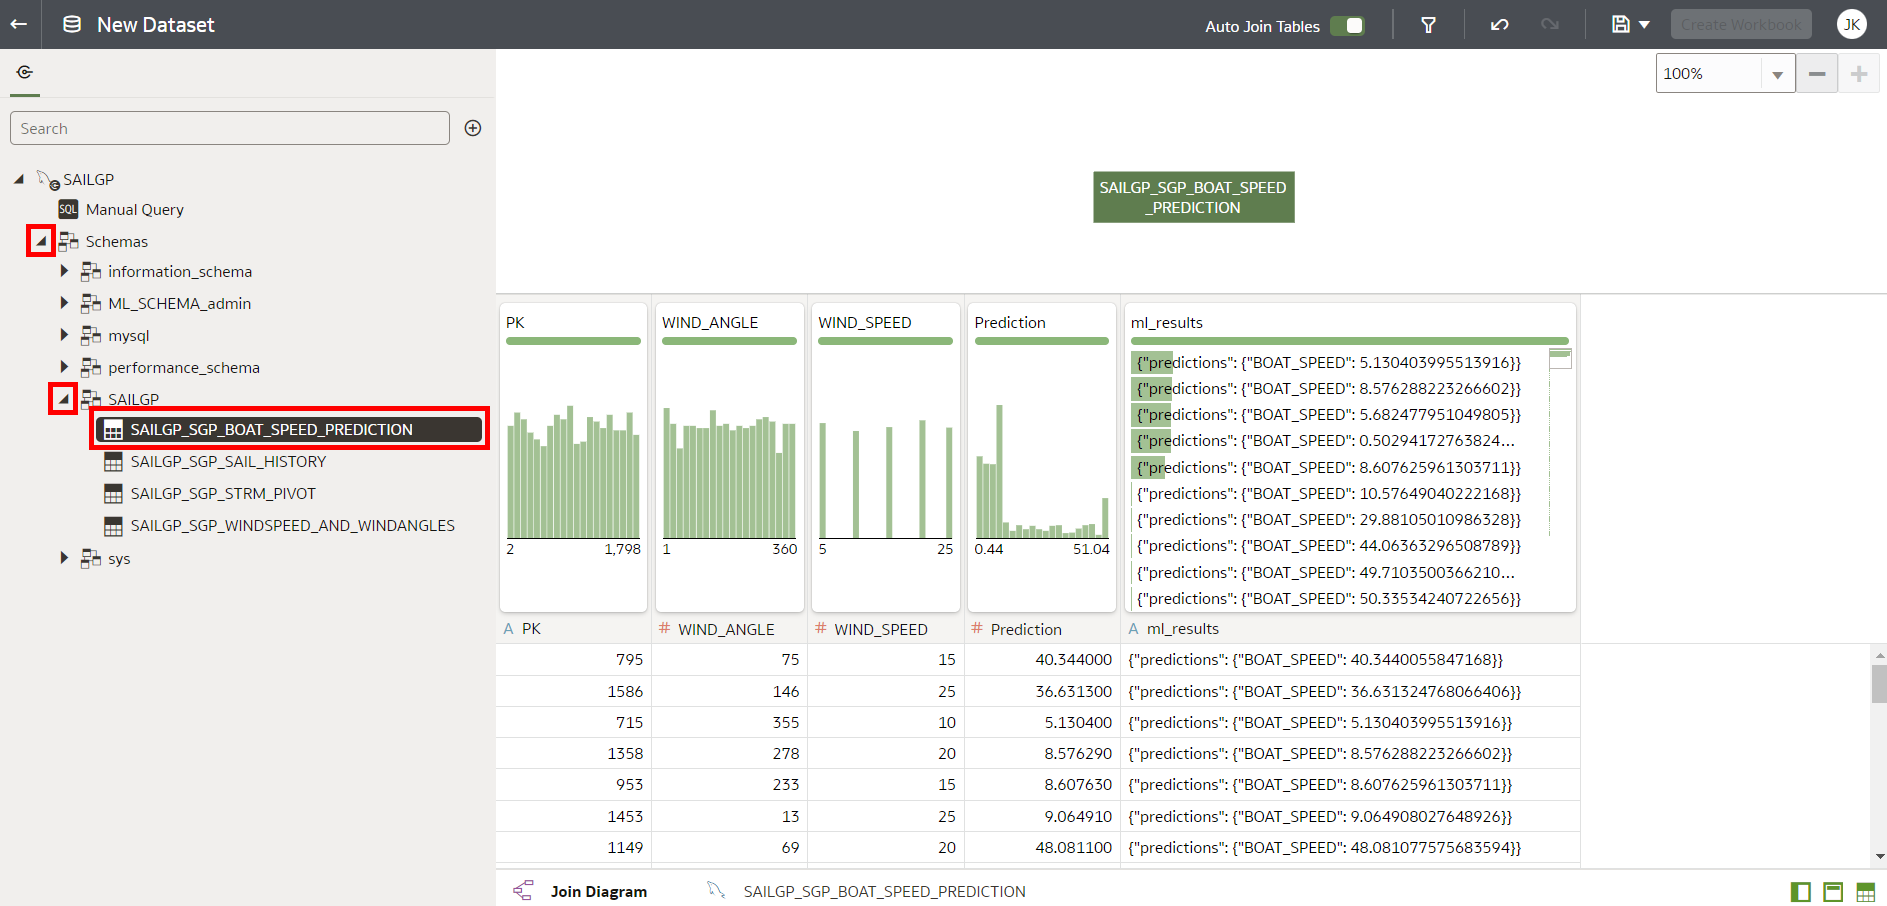 New Dataset
Auto Join Tables
Create Workbook
JK
100%
Search
SAILGP
SQL Manual Query
Schemas
information_schema
ML_SCHEMA_admin
mysql
performance_schema
SAILGP
SAILGP_SGP_BOAT_SPEED_PREDICTION
SAILGP_SGP_SAIL_HISTORY
SAILGP_SGP_STRM_PIVOT
SAILGP_SGP_WINDSPEED_AND_WINDANGLES
sys
SAILGP_SGP_BOAT_SPEED
_PREDICTION
PK
2 1,798
WIND_ANGLE
1 360
WIND_SPEED
5 25
Prediction
0.44 51.04
ml_results
{"predictions": {"BOAT_SPEED": 5.130403995513916}}
{"predictions": {"BOAT_SPEED": 8.576288223266602}}
{"predictions": {"BOAT_SPEED": 5.682477951049805}}
{"predictions": {"BOAT_SPEED": 0.50294172763824...
{"predictions": {"BOAT_SPEED": 8.607625961303711}}
{"predictions": {"BOAT_SPEED": 10.57649040222168}}
{"predictions": {"BOAT_SPEED": 29.88105010986328}}
{"predictions": {"BOAT_SPEED": 44.06363296508789}}
{"predictions": {"BOAT_SPEED": 49.7103500366210...
{"predictions": {"BOAT_SPEED": 50.33534240722656}}
A PK # WIND_ANGLE # WIND_SPEED # Prediction A ml_results
795 75 15 40.344000 {"predictions": {"BOAT_SPEED": 40.3440055847168}}
1586 146 25 36.631300 {"predictions": {"BOAT_SPEED": 36.631324768066406}}
715 355 10 5.130400 {"predictions": {"BOAT_SPEED": 5.130403995513916}}
1358 278 20 8.576290 {"predictions": {"BOAT_SPEED": 8.576288223266602}}
953 233 15 8.607630 {"predictions": {"BOAT_SPEED": 8.607625961303711}}
1453 13 25 9.064910 {"predictions": {"BOAT_SPEED": 9.064908027648926}}
1149 69 20 48.081100 {"predictions": {"BOAT_SPEED": 48.081077575683594}}
Join Diagram
SAILGP_SGP_BOAT_SPEED_PREDICTION